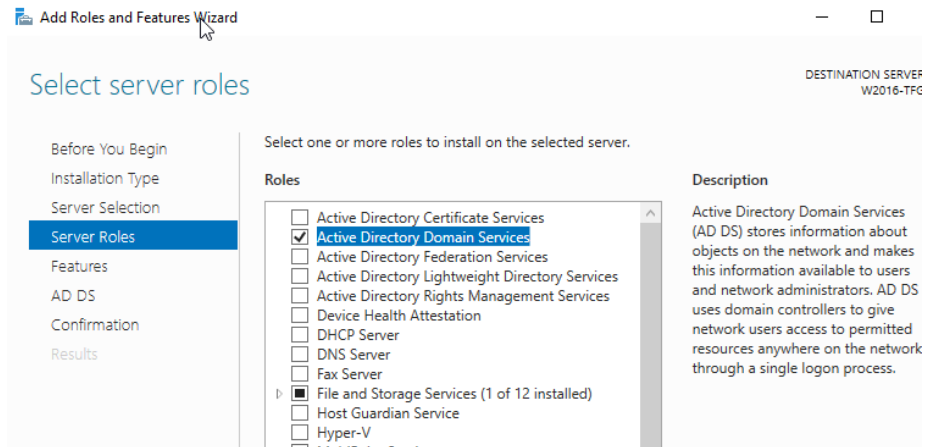 Add Roles and Features Wizard
Select server roles
DESTINATION SERVER
W2016-TFG
Before You Begin
Installation Type
Server Selection
Server Roles
Features
AD DS
Confirmation
Results
Select one or more roles to install on the selected server.
Roles
Active Directory Certificate Services
Active Directory Domain Services
Active Directory Federation Services
Active Directory Lightweight Directory Services
Active Directory Rights Management Services
Device Health Attestation
DHCP Server
DNS Server
Fax Server
File and Storage Services (1 of 12 installed)
Host Guardian Service
Hyper-V
Description
Active Directory Domain Services
(AD DS) stores information about
objects on the network and makes
this information available to users
and network administrators. AD DS
uses domain controllers to give
network users access to permitted
resources anywhere on the network
through a single logon process.